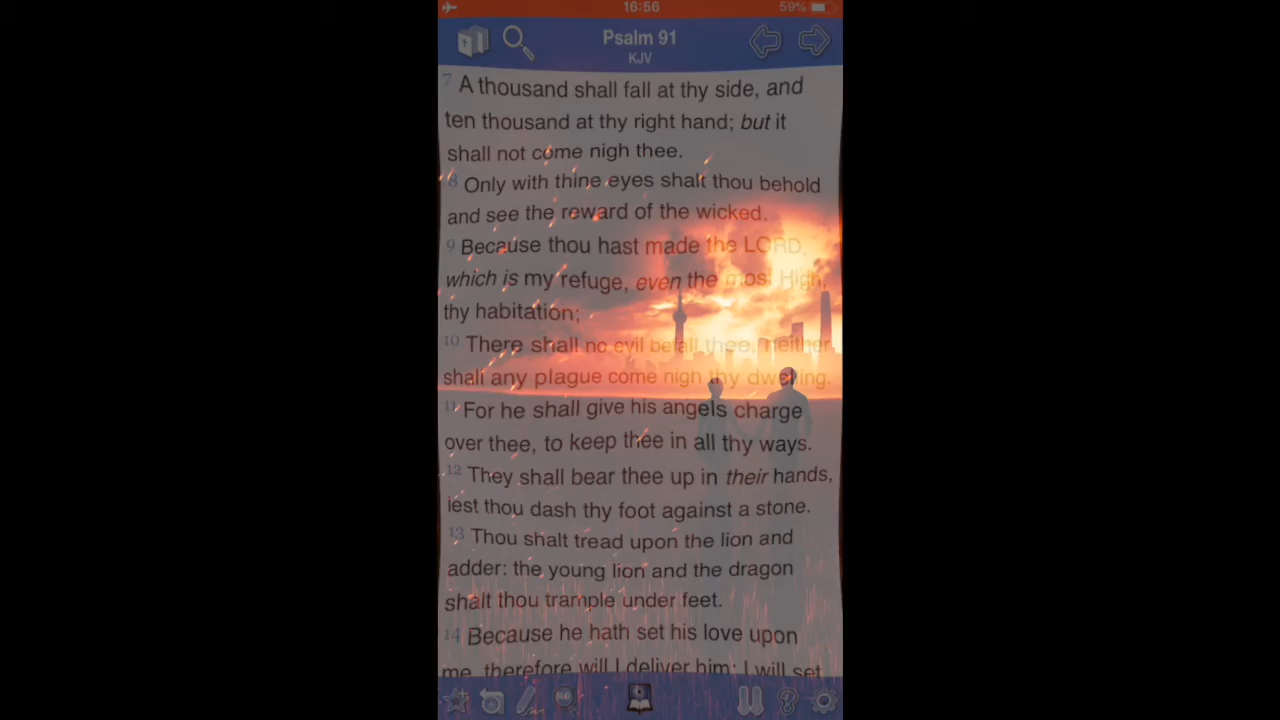 16:56
59%
Psalm 91
KJV
7 A thousand shall fall at thy side, and
ten thousand at thy right hand; but it
shall not come nigh thee.
8 Only with thine eyes shalt thou behold
and see the reward of the wicked.
9 Because thou hast made the LORD,
which is my refuge, even the most High,
thy habitation;
10 There shall no evil befall thee, neither
shall any plague come nigh thy dwelling.
11 For he shall give his angels charge
over thee, to keep thee in all thy ways.
12 They shall bear thee up in their hands,
lest thou dash thy foot against a stone.
13 Thou shalt tread upon the lion and
adder: the young lion and the dragon
shalt thou trample under feet.
14 Because he hath set his love upon
me, therefore will I deliver him: I will set